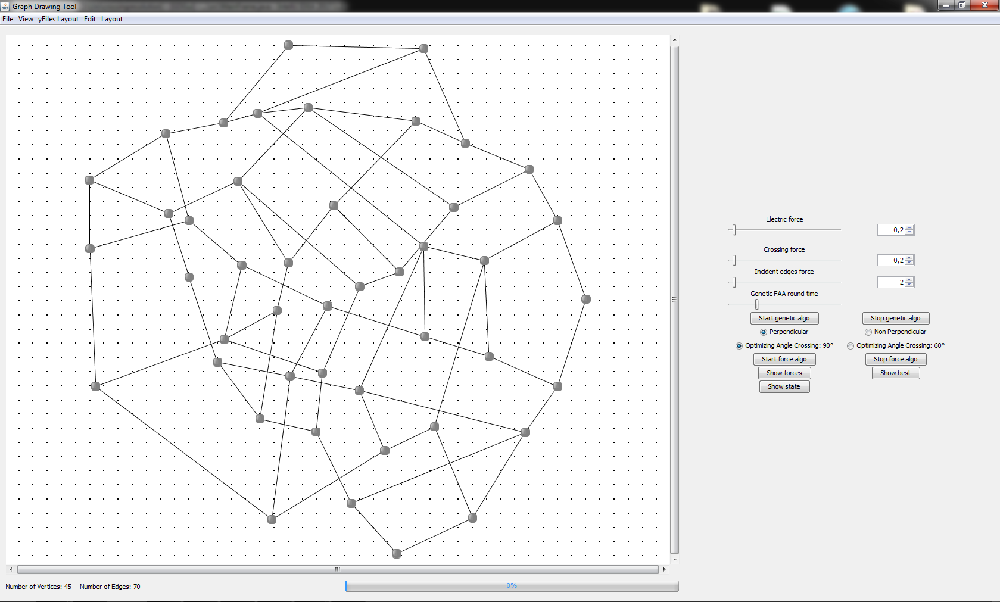 Graph Drawing Tool
File View yFiles Layout Edit Layout
Electric force
0,2
Crossing force
0,2
Incident edges force
2
Genetic FAA round time
Start genetic algo Stop genetic algo
Perpendicular Non Perpendicular
Optimizing Angle Crossing: 90° Optimizing Angle Crossing: 60°
Start force algo Stop force algo
Show forces Show best
Show state
Number of Vertices: 45 Number of Edges: 70 0%